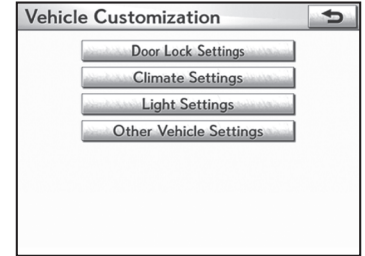 Vehicle Customization
Door Lock Settings
Climate Settings
Light Settings
Other Vehicle Settings